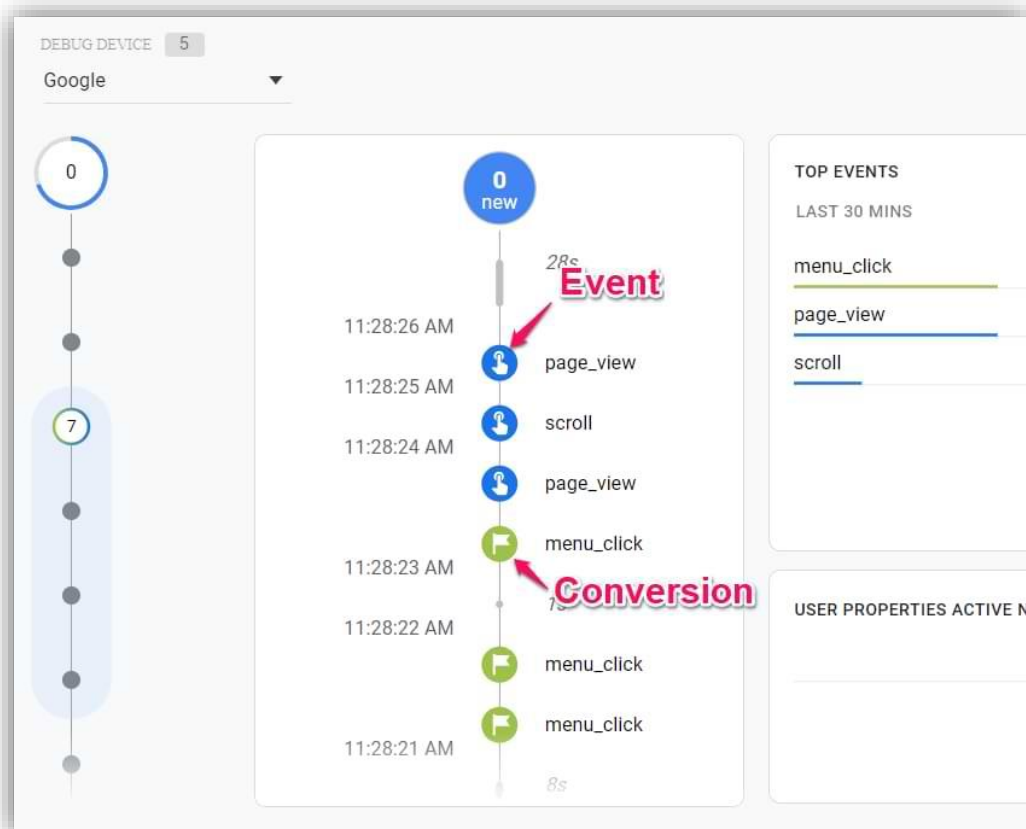 DEBUG DEVICE 5
Google
0
7
0
new
28s
Event
11:28:26 AM
page_view
11:28:25 AM
scroll
11:28:24 AM
page_view
menu_click
11:28:23 AM
Conversion
1s
11:28:22 AM
menu_click
menu_click
11:28:21 AM
8s
TOP EVENTS
LAST 30 MINS
menu_click
page_view
scroll
USER PROPERTIES ACTIVE N